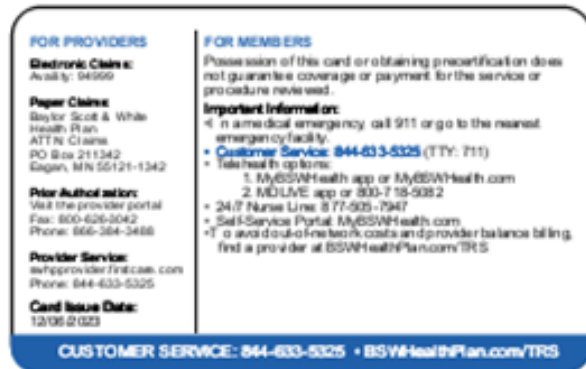 FOR PROVIDERS
Electronic Claims:
Availity: 94999
Paper Claims:
Baylor Scott & White
Health Plan
ATTN: Claims
PO Box 211342
Eagan, MN 55121-1342
Prior Authorization:
Visit the provider portal
Fax: 800-626-3042
Phone: 866-384-3488
Provider Service:
swhpprovider.firstcare.com
Phone: 844-633-5325
Card Issue Date:
12/06/2023
FOR MEMBERS
Possession of this card or obtaining precertification does
not guarantee coverage or payment for the service or
procedure reviewed.
Important Information:
•I n a medical emergency, call 911 or go to the nearest
emergency facility.
• Customer Service: 844-633-5325 (TTY: 711)
• Telehealth options:
1. MyBSWHealth app or MyBSWHealth.com
2. MDLIVE app or 800-718-5082
• 24/7 Nurse Line: 877-505-7947
• Self-Service Portal: MyBSWHealth.com
•T o avoid out-of-network costs and provider balance billing,
find a provider at BSWHealthPlan.com/TRS
CUSTOMER SERVICE: 844-633-5325 • BSWHealthPlan.com/TRS